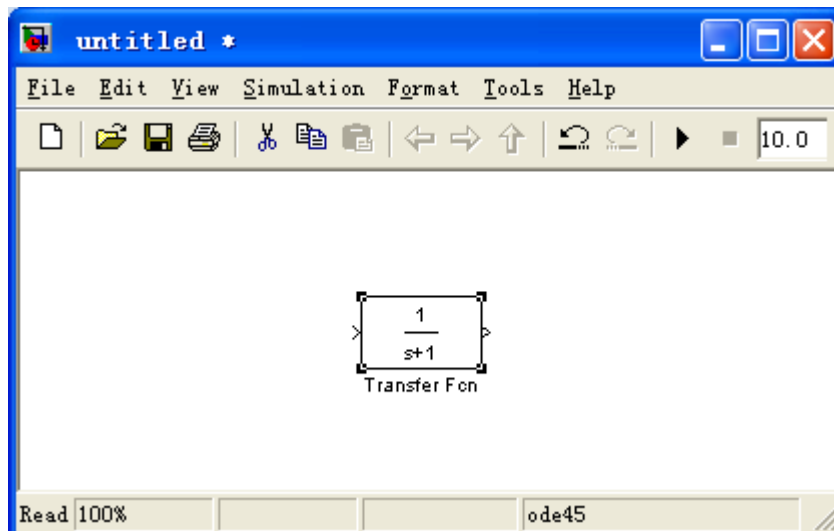 untitled *
File Edit View Simulation Format Tools Help
10.0
1
s+1
Transfer Fcn
Read 100% ode45